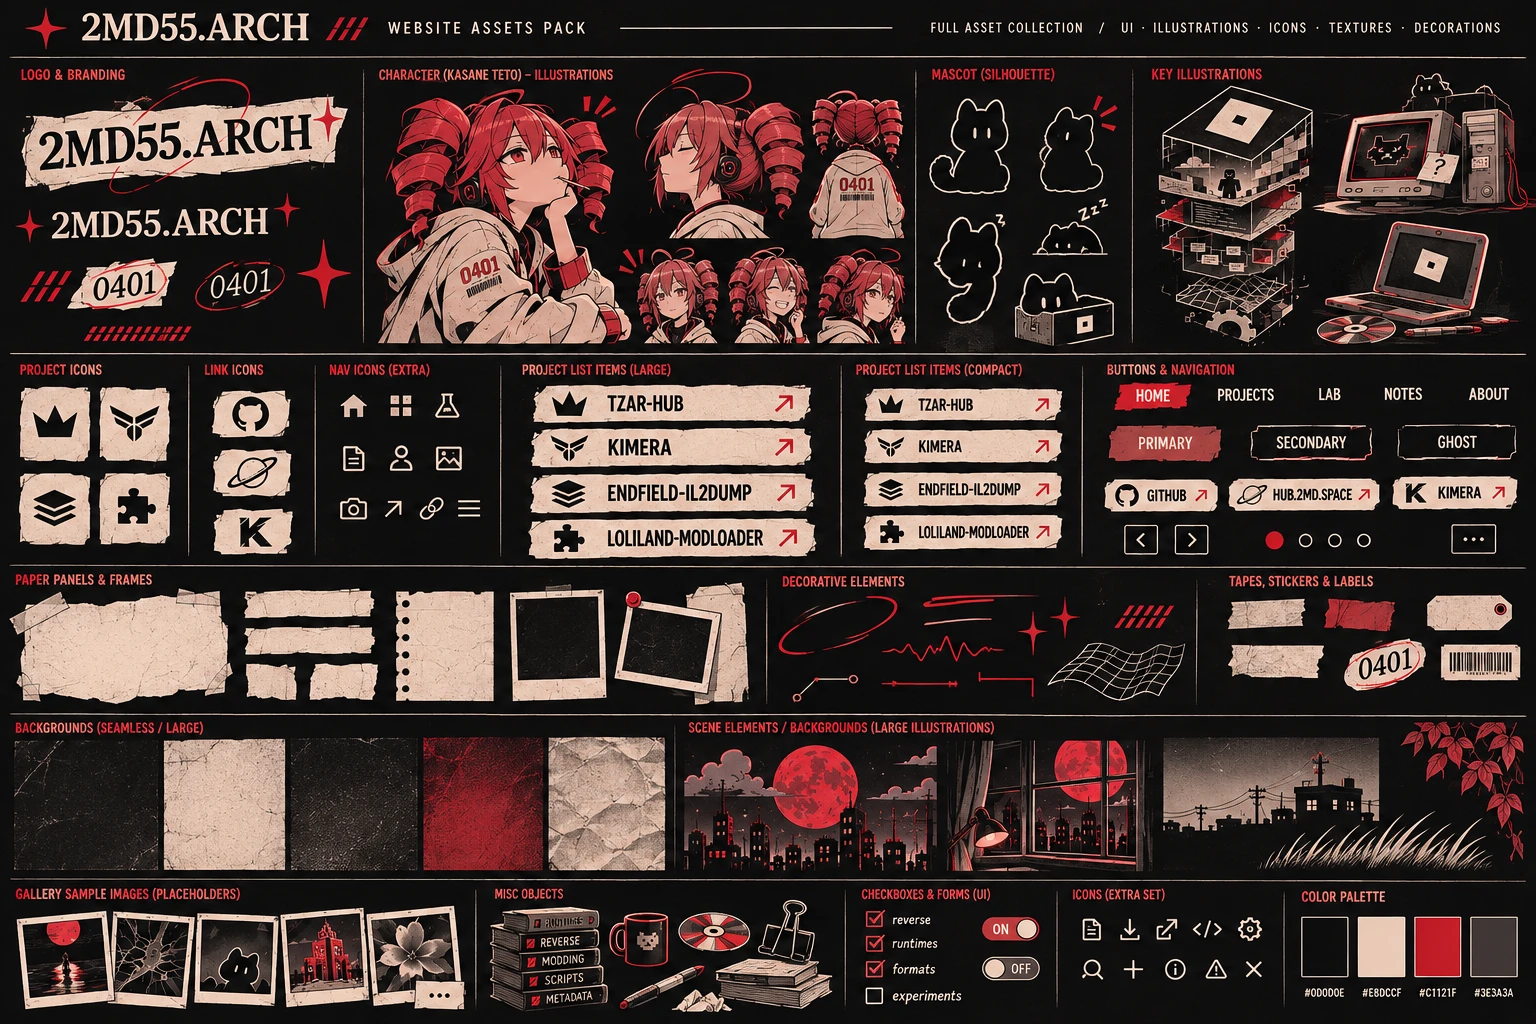 2MD55.ARCH
WEBSITE ASSETS PACK
FULL ASSET COLLECTION / UI · ILLUSTRATIONS · ICONS · TEXTURES · DECORATIONS
LOGO & BRANDING
2MD55.ARCH
2MD55.ARCH
0401
0401
CHARACTER (KASANE TETO) – ILLUSTRATIONS
0401
0401
MASCOT (SILHOUETTE)
z
zzz
KEY ILLUSTRATIONS
?
PROJECT ICONS
LINK ICONS
K
NAV ICONS (EXTRA)
PROJECT LIST ITEMS (LARGE)
TZAR-HUB
KIMERA
ENDFIELD-IL2DUMP
LOLILAND-MODLOADER
PROJECT LIST ITEMS (COMPACT)
TZAR-HUB
KIMERA
ENDFIELD-IL2DUMP
LOLILAND-MODLOADER
BUTTONS & NAVIGATION
HOME
PROJECTS
LAB
NOTES
ABOUT
PRIMARY
SECONDARY
GHOST
GITHUB
HUB.2MD.SPACE
K KIMERA
PAPER PANELS & FRAMES
DECORATIVE ELEMENTS
TAPES, STICKERS & LABELS
0401
BACKGROUNDS (SEAMLESS / LARGE)
SCENE ELEMENTS / BACKGROUNDS (LARGE ILLUSTRATIONS)
GALLERY SAMPLE IMAGES (PLACEHOLDERS)
MISC OBJECTS
REVERSE
MODDING
SCRIPTS
METADATA
CHECKBOXES & FORMS (UI)
reverse
runtimes
formats
experiments
ON
OFF
ICONS (EXTRA SET)
</>
COLOR PALETTE
#0D0D0E
#E8DCCF
#C1121F
#3E3A3A